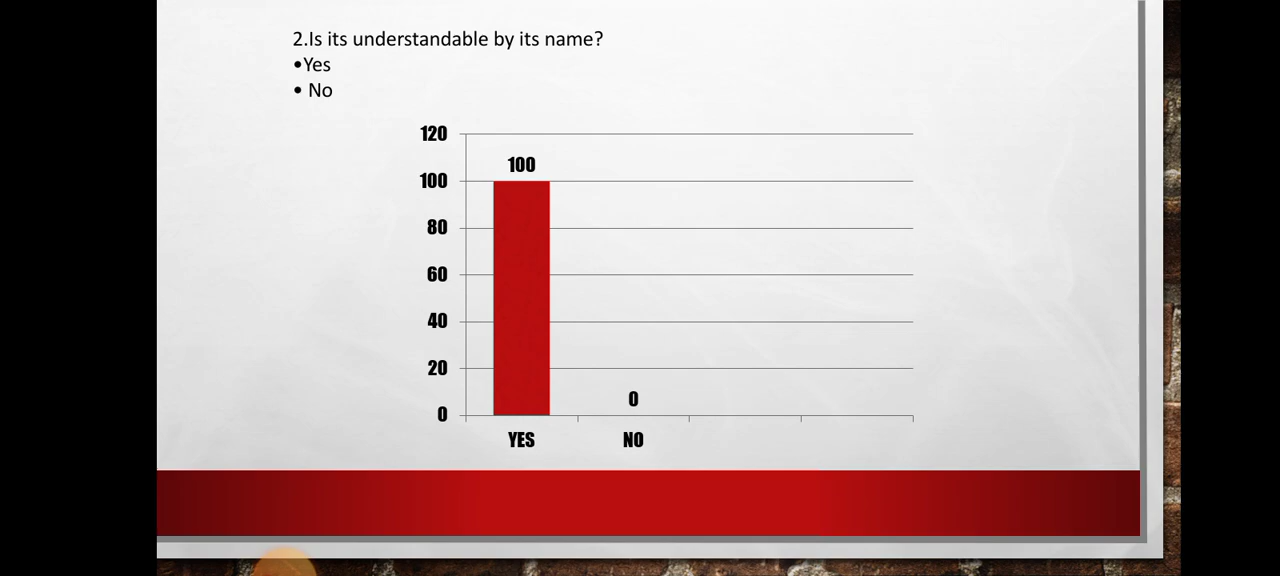 2.Is its understandable by its name?
•Yes
• No
120
100
100
80
60
40
20
0
0
YES NO